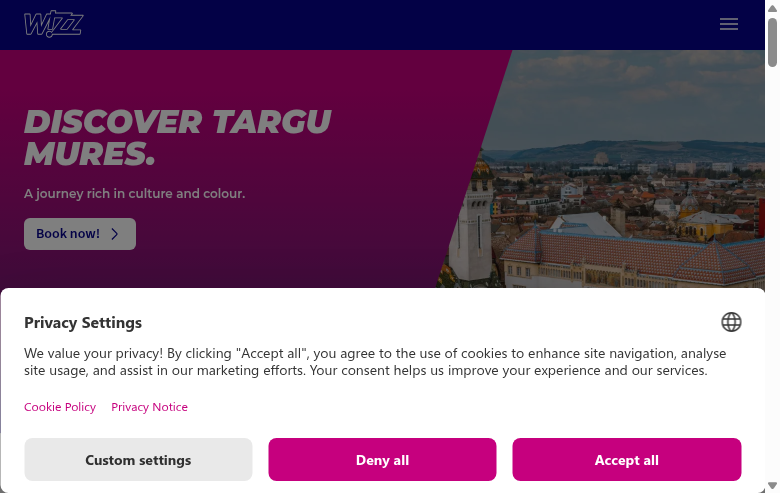 WIZZ
DISCOVER TARGU
MURES.
A journey rich in culture and colour.
Book now!
Privacy Settings
We value your privacy! By clicking "Accept all", you agree to the use of cookies to enhance site navigation, analyse
site usage, and assist in our marketing efforts. Your consent helps us improve your experience and our services.
Cookie Policy Privacy Notice
Custom settings Deny all Accept all